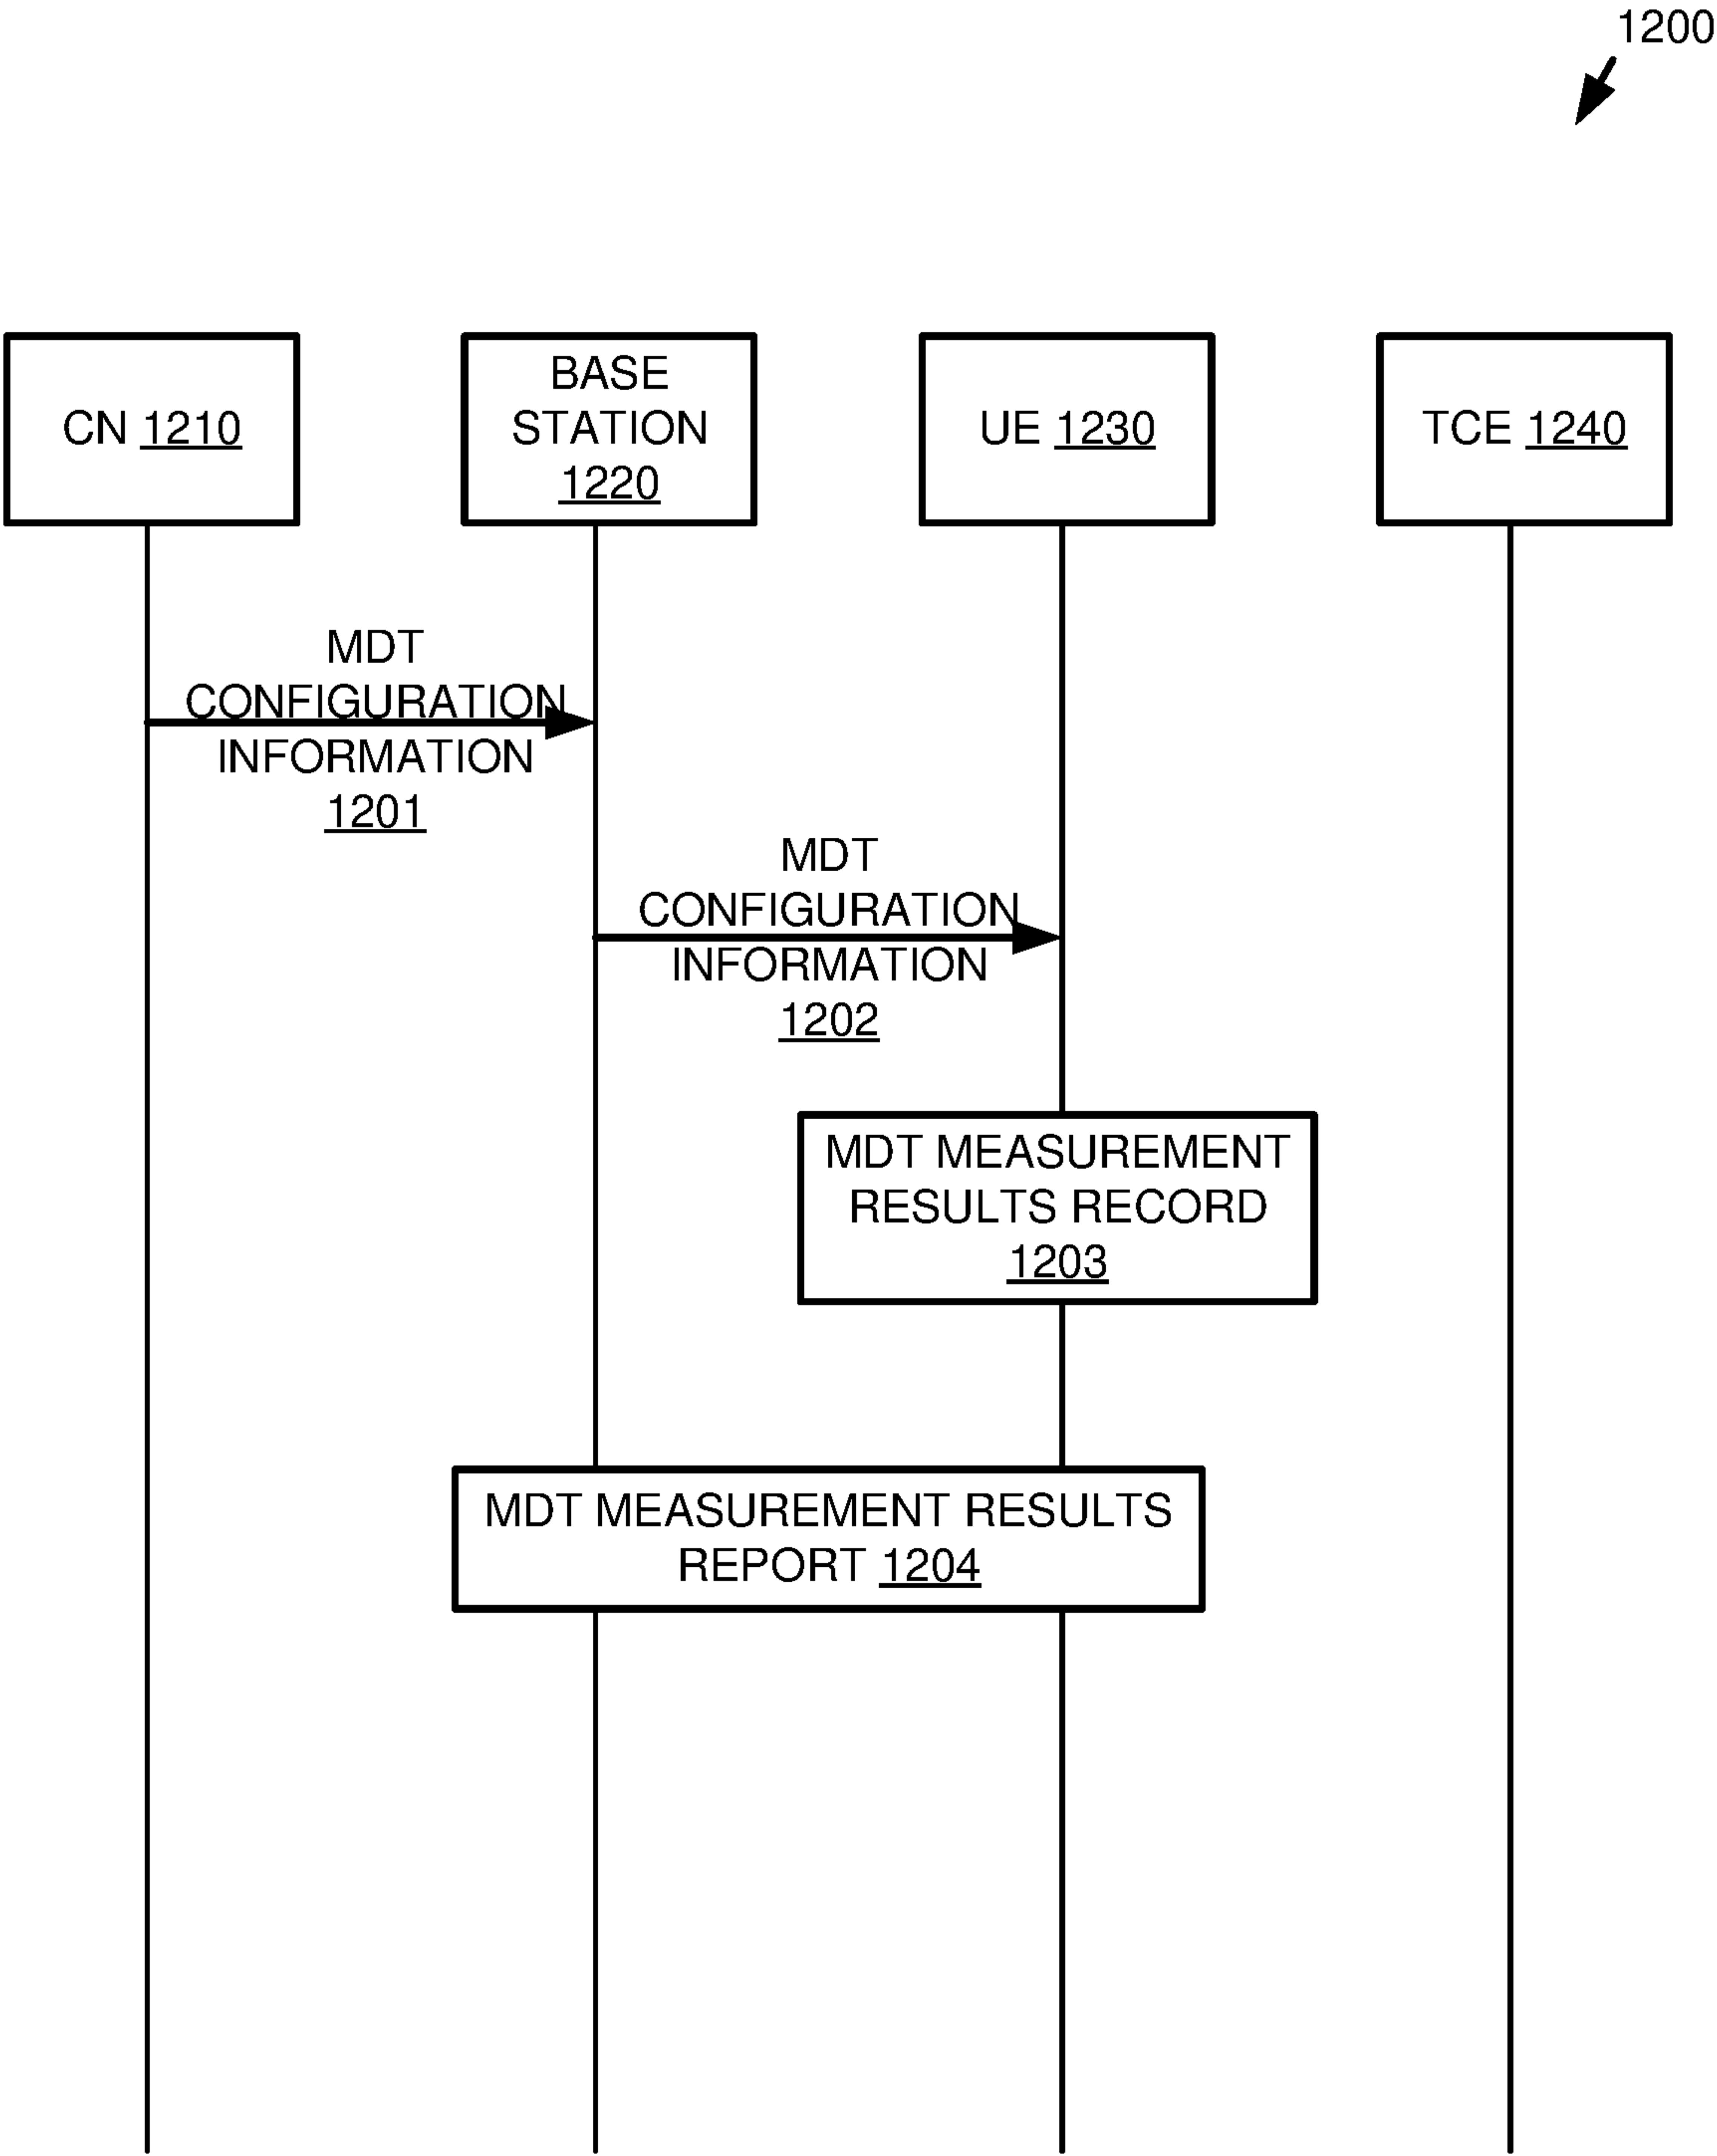 1200
CN 1210
BASE
STATION
1220
UE 1230
TCE 1240
MDT
CONFIGURATION
INFORMATION
1201
MDT
CONFIGURATION
INFORMATION
1202
MDT MEASUREMENT
RESULTS RECORD
1203
MDT MEASUREMENT RESULTS
REPORT 1204